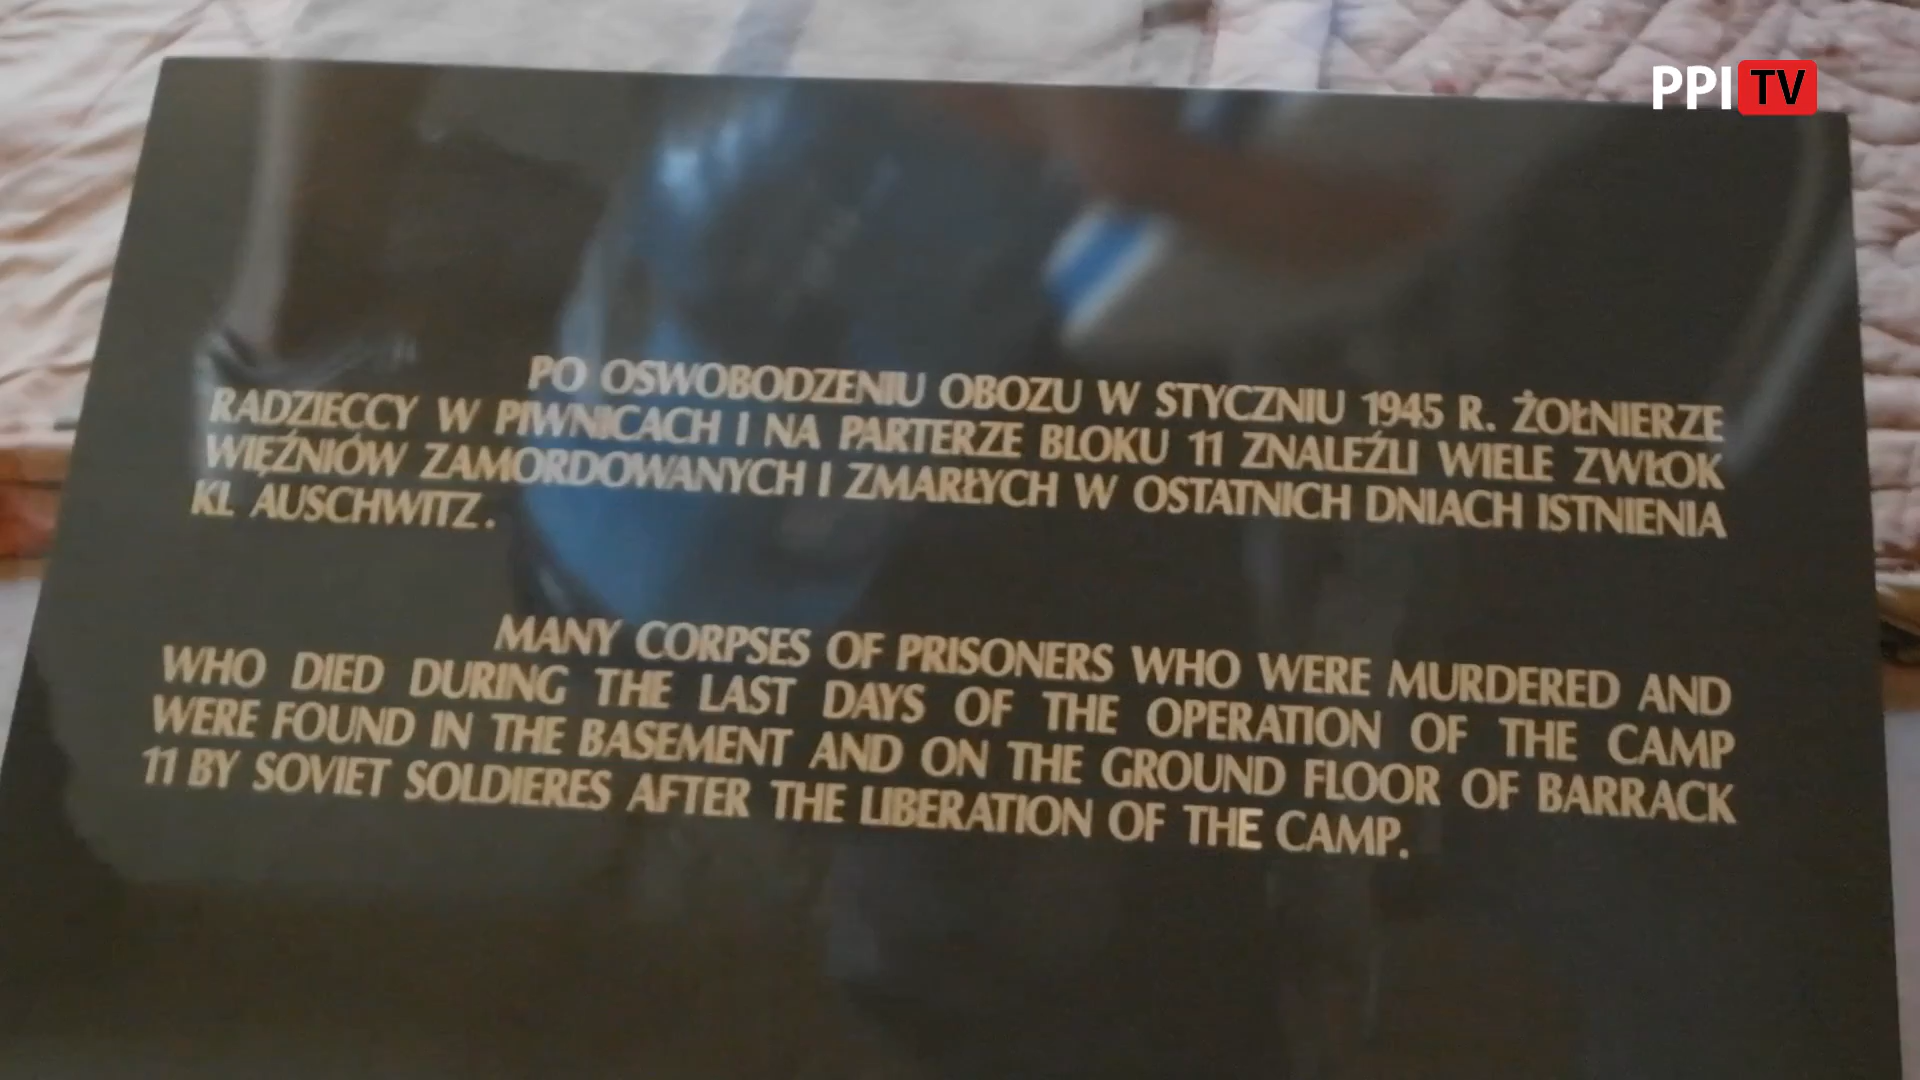 PPI TV
PO OSWOBODZENIU OBOZU W STYCZNIU 1945 R. ŻOŁNIERZE
RADZIECCY W PIWNICACH I NA PARTERZE BLOKU 11 ZNALEŹLI WIELE ZWŁOK
WIĘŹNIÓW ZAMORDOWANYCH I ZMARŁYCH W OSTATNICH DNIACH ISTNIENIA
KL AUSCHWITZ.
MANY CORPSES OF PRISONERS WHO WERE MURDERED AND
WHO DIED DURING THE LAST DAYS OF THE OPERATION OF THE CAMP
WERE FOUND IN THE BASEMENT AND ON THE GROUND FLOOR OF BARRACK
11 BY SOVIET SOLDIERES AFTER THE LIBERATION OF THE CAMP.